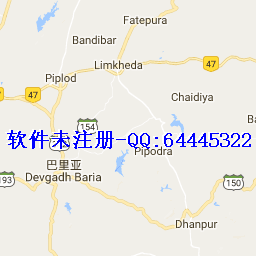 Fatepura
Bandibar
Limkheda
47
Piplod
47
Chaidiya
154
软件未注册-QQ:64445322
巴里亚
Pipodra
193
Devgadh Baria
150
Dhanpur